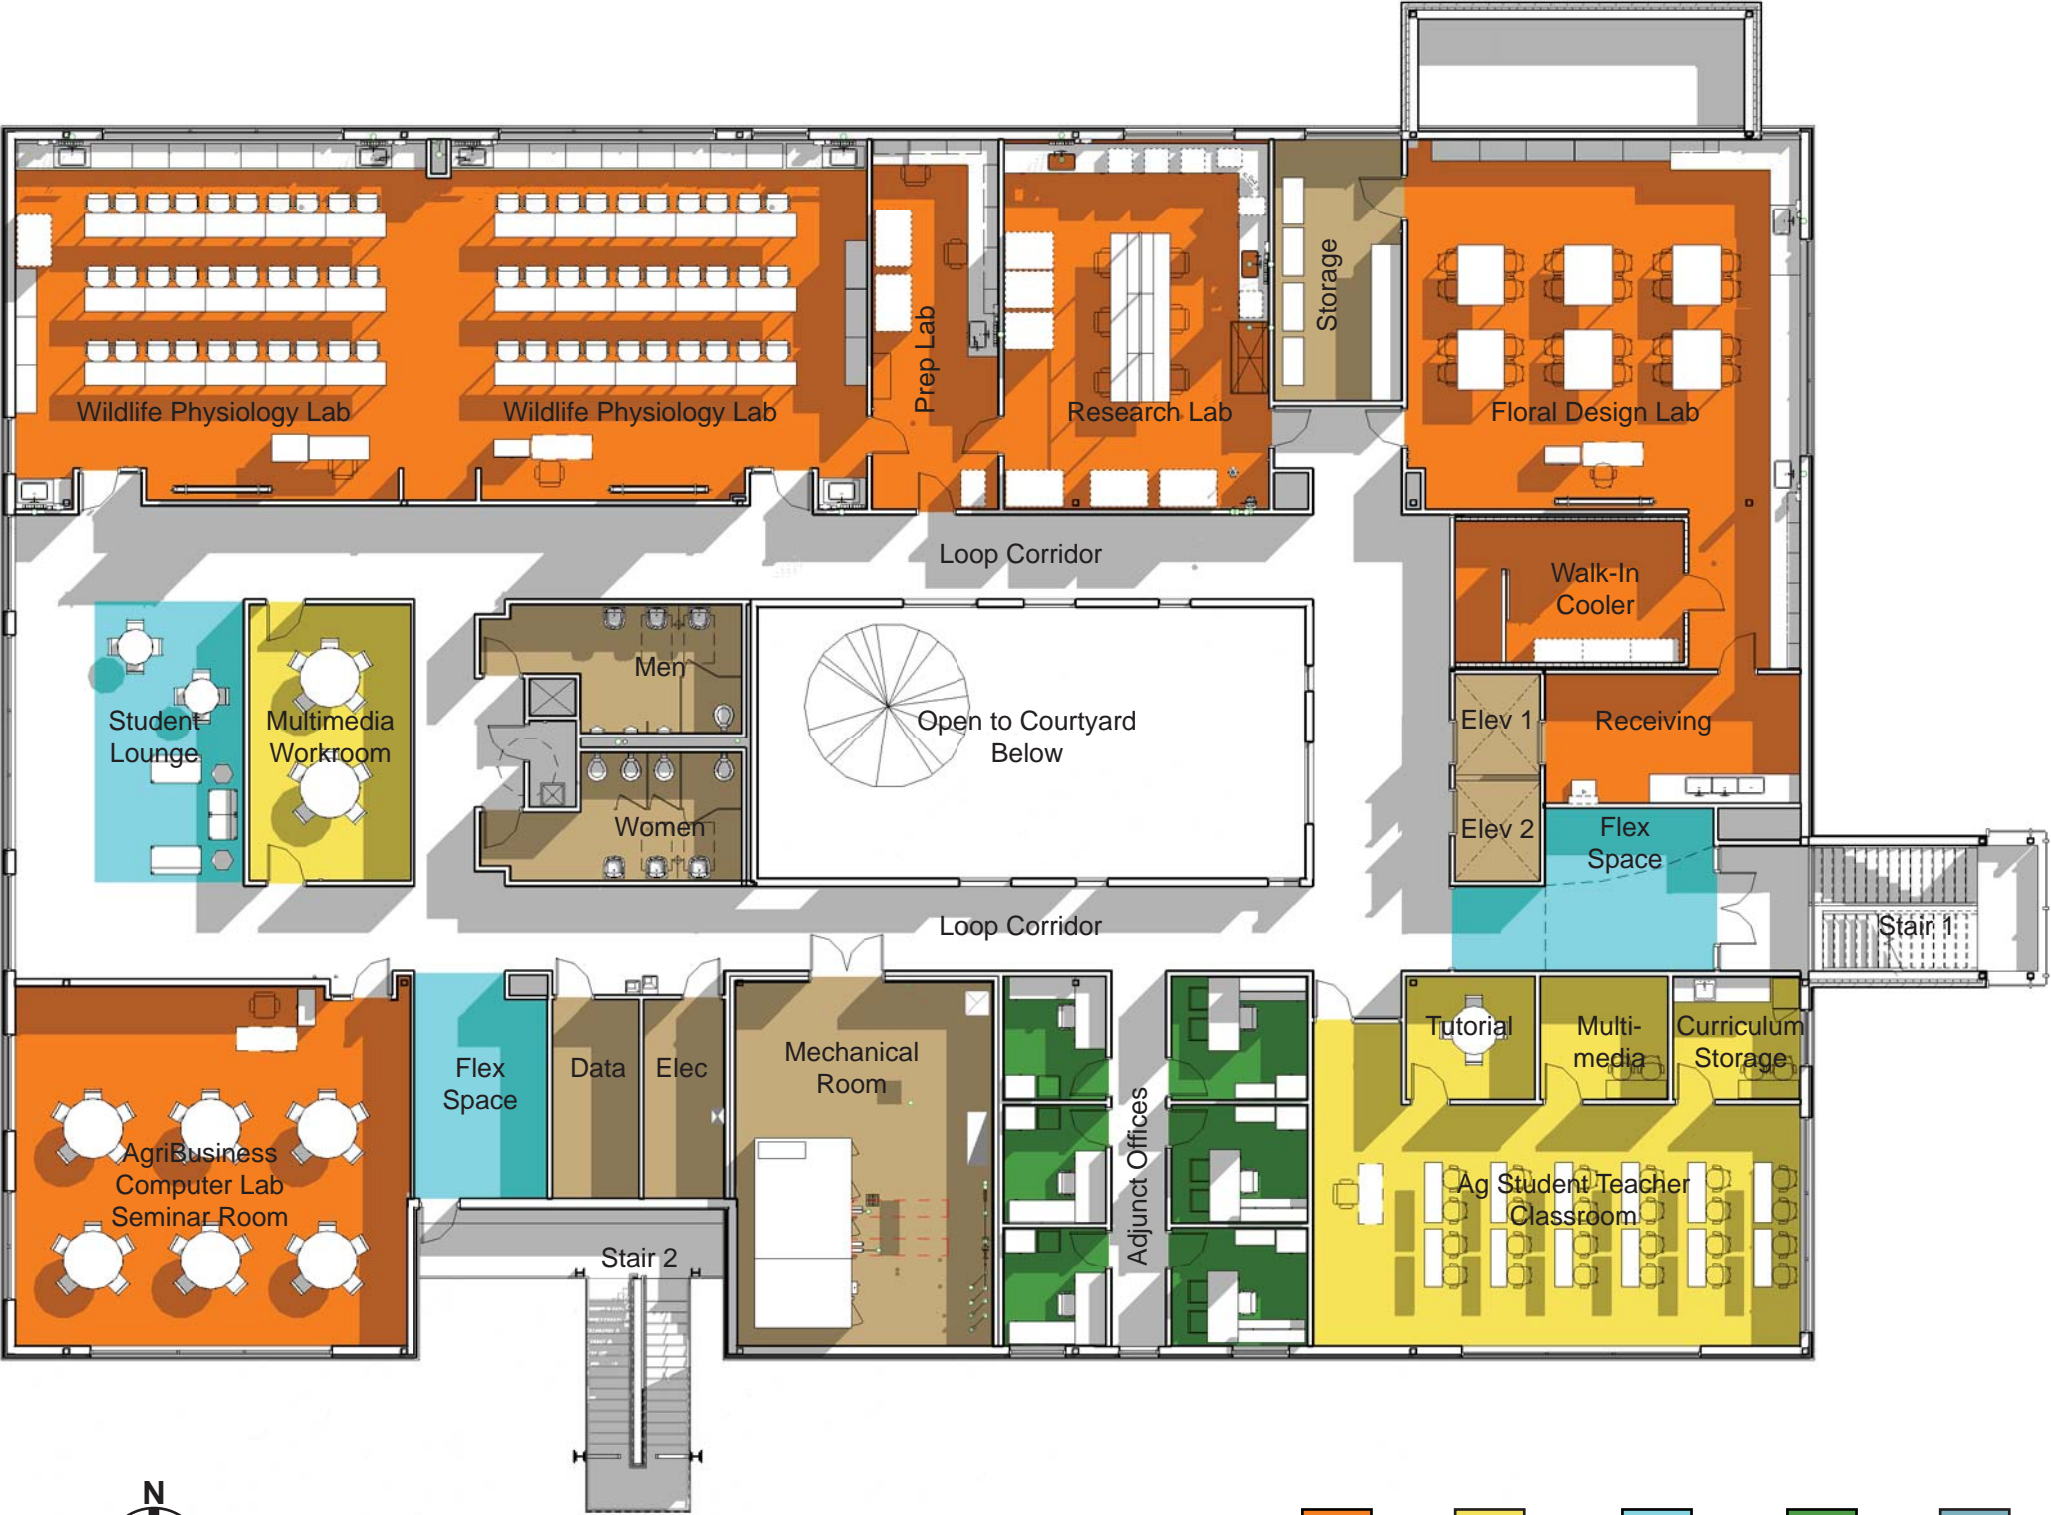 Wildlife Physiology Lab
Wildlife Physiology Lab
Prep Lab
Research Lab
Storage
Floral Design Lab
Loop Corridor
Walk-In
Cooler
Student
Lounge
Multimedia
Workroom
Men
Women
Open to Courtyard
Below
Elev 1
Elev 2
Receiving
Flex
Space
Loop Corridor
Stair 1
AgriBusiness
Computer Lab
Seminar Room
Flex
Space
Data
Elec
Mechanical
Room
Adjunct Offices
Tutorial
Multi-
media
Curriculum
Storage
Ag Student Teacher
Classroom
Stair 2
N